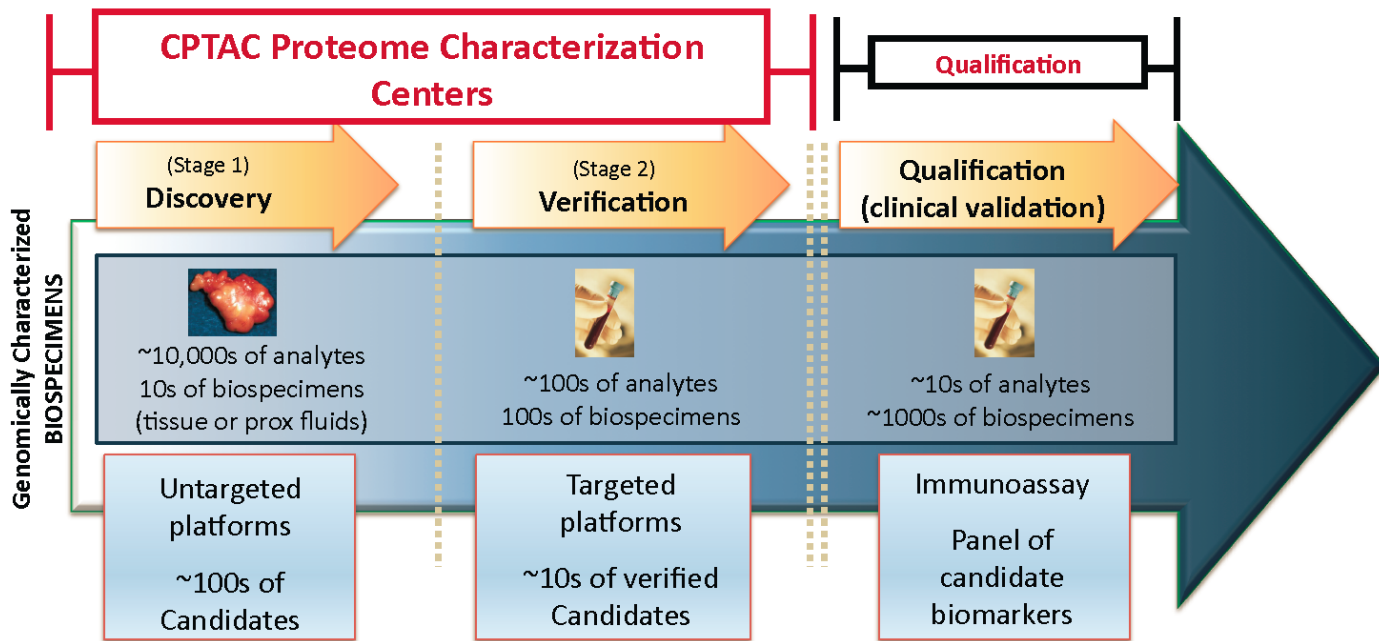 CPTAC Proteome Characterization
Centers
Qualification
(Stage 1)
Discovery
(Stage 2)
Verification
Qualification
(clinical validation)
Genomically Characterized
BIOSPECIMENS
~10,000s of analytes
10s of biospecimens
(tissue or prox fluids)
~100s of analytes
100s of biospecimens
~10s of analytes
~1000s of biospecimens
Untargeted
platforms
~100s of
Candidates
Targeted
platforms
~10s of verified
Candidates
Immunoassay
Panel of
candidate
biomarkers